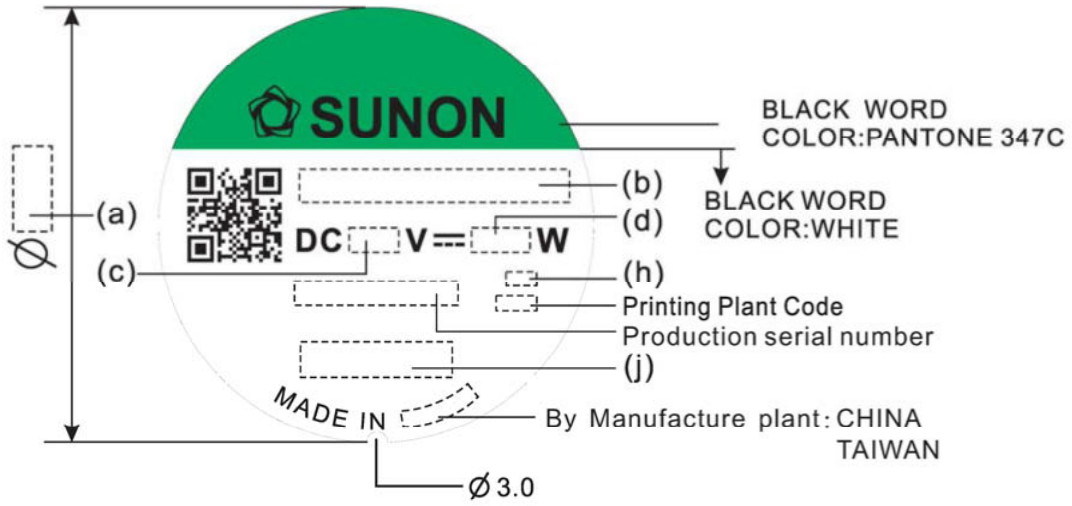 SUNON
BLACK WORD
COLOR:PANTONE 347C
(b)
BLACK WORD
COLOR:WHITE
(a)
Ø
DC V⎓ W
(d)
(c)
(h)
Printing Plant Code
Production serial number
(j)
MADE IN
By Manufacture plant: CHINA
TAIWAN
Ø 3.0